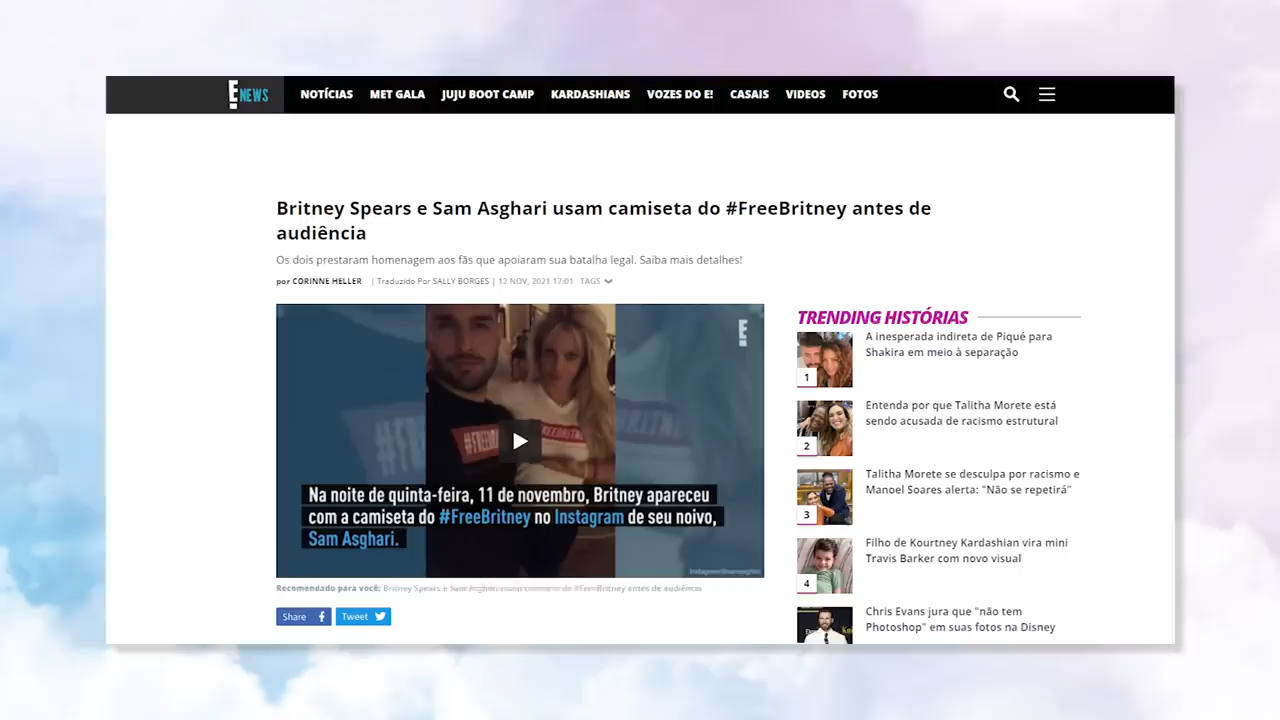 E! NEWS
NOTÍCIAS MET GALA JUJU BOOT CAMP KARDASHIANS VOZES DO E! CASAIS VIDEOS FOTOS
Britney Spears e Sam Asghari usam camiseta do #FreeBritney antes de
audiência
Os dois prestaram homenagem aos fãs que apoiaram sua batalha legal. Saiba mais detalhes!
por CORINNE HELLER | Traduzido Por SALLY BORGES | 12 NOV, 2021 17:01 TAGS
E!
Na noite de quinta-feira, 11 de novembro, Britney apareceu
com a camiseta do #FreeBritney no Instagram de seu noivo,
Sam Asghari.
Recomendado para você: Britney Spears e Sam Asghari usam camiseta do #FreeBritney antes de audiência
Share Tweet
TRENDING HISTÓRIAS
1
A inesperada indireta de Piqué para
Shakira em meio à separação
2
Entenda por que Talitha Morete está
sendo acusada de racismo estrutural
3
Talitha Morete se desculpa por racismo e
Manoel Soares alerta: "Não se repetirá"
4
Filho de Kourtney Kardashian vira mini
Travis Barker com novo visual
Chris Evans jura que "não tem
Photoshop" em suas fotos na Disney